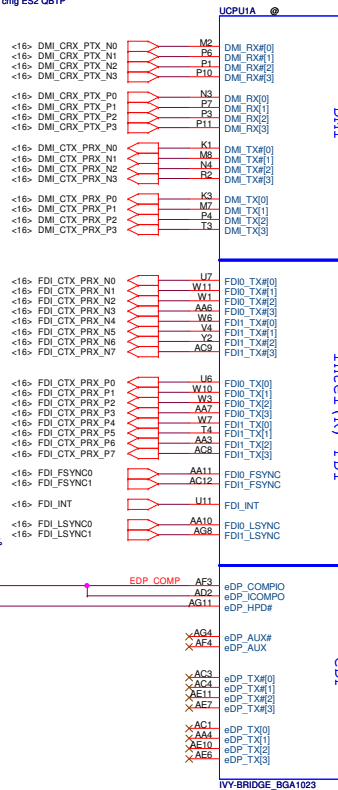 cnfg ES2 QBTP
UCPU1A @
<16> DMI_CRX_PTX_N0 M2 DMI_RX#[0]
<16> DMI_CRX_PTX_N1 P6 DMI_RX#[1]
<16> DMI_CRX_PTX_N2 P1 DMI_RX#[2]
<16> DMI_CRX_PTX_N3 P10 DMI_RX#[3]
<16> DMI_CRX_PTX_P0 N3 DMI_RX[0]
<16> DMI_CRX_PTX_P1 P7 DMI_RX[1]
<16> DMI_CRX_PTX_P2 P3 DMI_RX[2]
<16> DMI_CRX_PTX_P3 P11 DMI_RX[3]
<16> DMI_CTX_PRX_N0 K1 DMI_TX#[0]
<16> DMI_CTX_PRX_N1 M8 DMI_TX#[1]
<16> DMI_CTX_PRX_N2 N4 DMI_TX#[2]
<16> DMI_CTX_PRX_N3 R2 DMI_TX#[3]
<16> DMI_CTX_PRX_P0 K3 DMI_TX[0]
<16> DMI_CTX_PRX_P1 M7 DMI_TX[1]
<16> DMI_CTX_PRX_P2 P4 DMI_TX[2]
<16> DMI_CTX_PRX_P3 T3 DMI_TX[3]
<16> FDI_CTX_PRX_N0 U7 FDI0_TX#[0]
<16> FDI_CTX_PRX_N1 W11 FDI0_TX#[1]
<16> FDI_CTX_PRX_N2 W1 FDI0_TX#[2]
<16> FDI_CTX_PRX_N3 AA6 FDI0_TX#[3]
<16> FDI_CTX_PRX_N4 W6 FDI1_TX#[0]
<16> FDI_CTX_PRX_N5 V4 FDI1_TX#[1]
<16> FDI_CTX_PRX_N6 Y2 FDI1_TX#[2]
<16> FDI_CTX_PRX_N7 AC9 FDI1_TX#[3]
<16> FDI_CTX_PRX_P0 U6 FDI0_TX[0]
<16> FDI_CTX_PRX_P1 W10 FDI0_TX[1]
<16> FDI_CTX_PRX_P2 W3 FDI0_TX[2]
<16> FDI_CTX_PRX_P3 AA7 FDI0_TX[3]
<16> FDI_CTX_PRX_P4 W7 FDI1_TX[0]
<16> FDI_CTX_PRX_P5 T4 FDI1_TX[1]
<16> FDI_CTX_PRX_P6 AA3 FDI1_TX[2]
<16> FDI_CTX_PRX_P7 AC8 FDI1_TX[3]
<16> FDI_FSYNC0 AA11 FDI0_FSYNC
<16> FDI_FSYNC1 AC12 FDI1_FSYNC
<16> FDI_INT U11 FDI_INT
<16> FDI_LSYNC0 AA10 FDI0_LSYNC
<16> FDI_LSYNC1 AG8 FDI1_LSYNC
EDP_COMP AF3 eDP_COMPIO
AD2 eDP_ICOMPO
AG11 eDP_HPD#
AG4 eDP_AUX#
AF4 eDP_AUX
AC3 eDP_TX#[0]
AC4 eDP_TX#[1]
AE11 eDP_TX#[2]
AE7 eDP_TX#[3]
AC1 eDP_TX[0]
AA4 eDP_TX[1]
AE10 eDP_TX[2]
AE6 eDP_TX[3]
IVY-BRIDGE_BGA1023